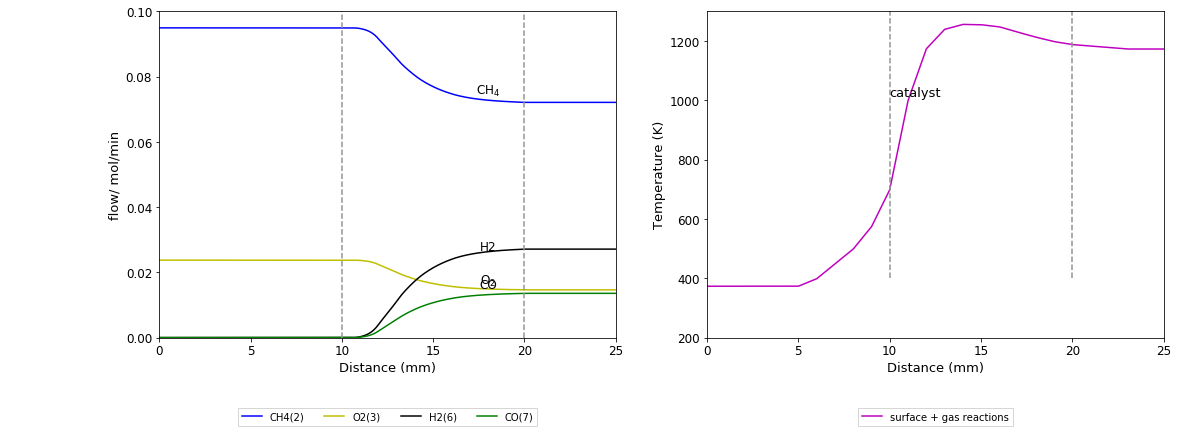 0.10
0.08
0.06
0.04
0.02
0.00
flow/ mol/min
CH4
H2
O2
CO
0 5 10 15 20 25
Distance (mm)
CH4(2) O2(3) H2(6) CO(7)
1200
1000
800
600
400
200
Temperature (K)
catalyst
0 5 10 15 20 25
Distance (mm)
surface + gas reactions